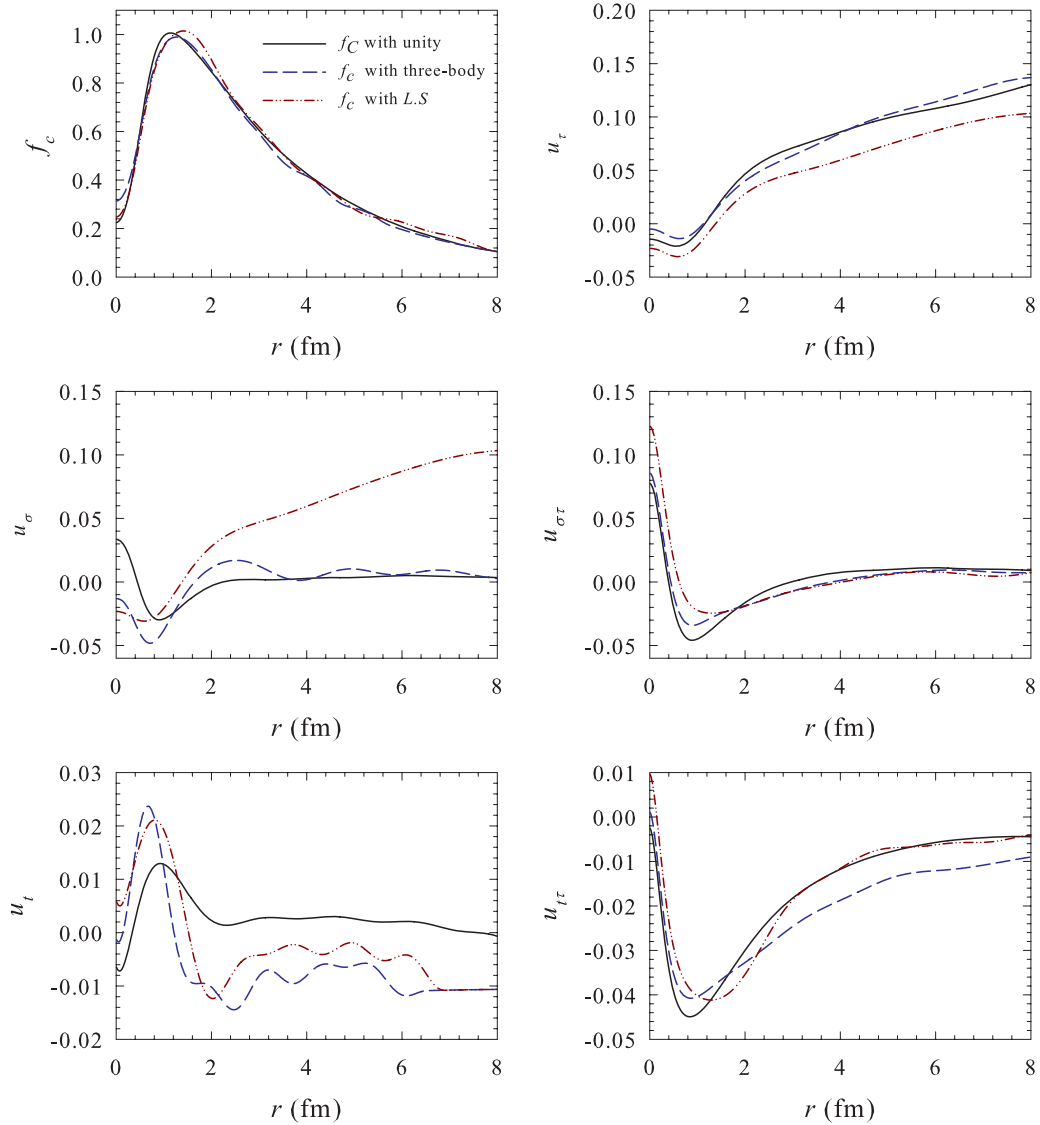 1.0
0.8
0.6
0.4
0.2
0.0
f_c
f_C with unity
f_c with three-body
f_c with L.S
0 2 4 6 8
r (fm)
0.20
0.15
0.10
0.05
0.00
-0.05
u_τ
0 2 4 6 8
r (fm)
0.15
0.10
0.05
0.00
-0.05
u_σ
0 2 4 6 8
r (fm)
0.15
0.10
0.05
0.00
-0.05
u_στ
0 2 4 6 8
r (fm)
0.03
0.02
0.01
0.00
-0.01
-0.02
u_t
0 2 4 6 8
r (fm)
0.01
0.00
-0.01
-0.02
-0.03
-0.04
-0.05
u_tτ
0 2 4 6 8
r (fm)